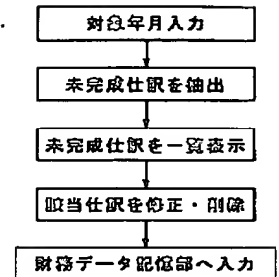 対象年月入力
未完成仕訳を抽出
未完成仕訳を一覧表示
該当仕訳を修正・削除
財務データ記憶部へ入力